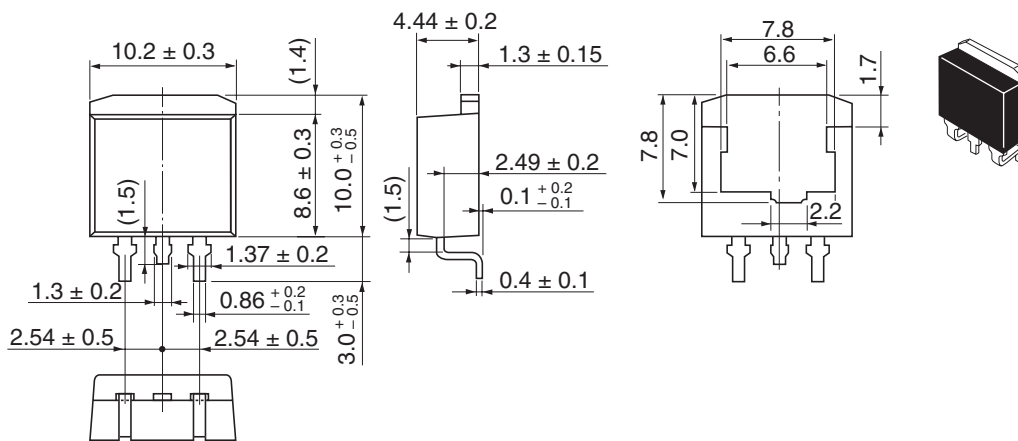 4.44 ± 0.2
10.2 ± 0.3
(1.4)
1.3 ± 0.15
7.8
6.6
1.7
8.6 ± 0.3
10.0 +0.3 −0.5
(1.5)
2.49 ± 0.2
(1.5)
0.1 +0.2 −0.1
7.8
7.0
2.2
1.37 ± 0.2
1.3 ± 0.2
0.86 +0.2 −0.1
3.0 +0.3 −0.5
0.4 ± 0.1
2.54 ± 0.5
2.54 ± 0.5